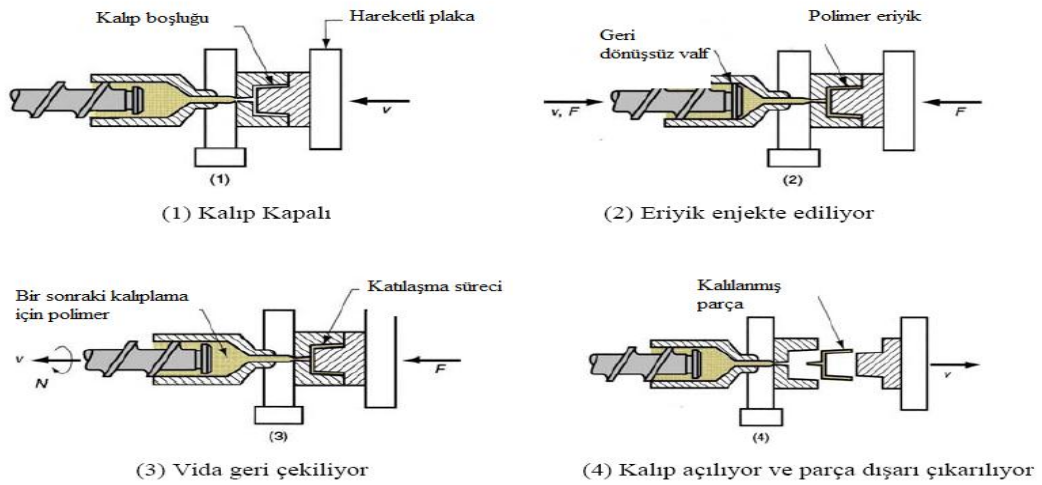 Kalıp boşluğu
Hareketli plaka
v
(1)
(1) Kalıp Kapalı
Geri
dönüşsüz valf
Polimer eriyik
v, F
F
(2)
(2) Eriyik enjekte ediliyor
Bir sonraki kalıplama
için polimer
Katılaşma süreci
v
N
F
(3)
(3) Vida geri çekiliyor
Kalılanmış
parça
v
(4)
(4) Kalıp açılıyor ve parça dışarı çıkarılıyor